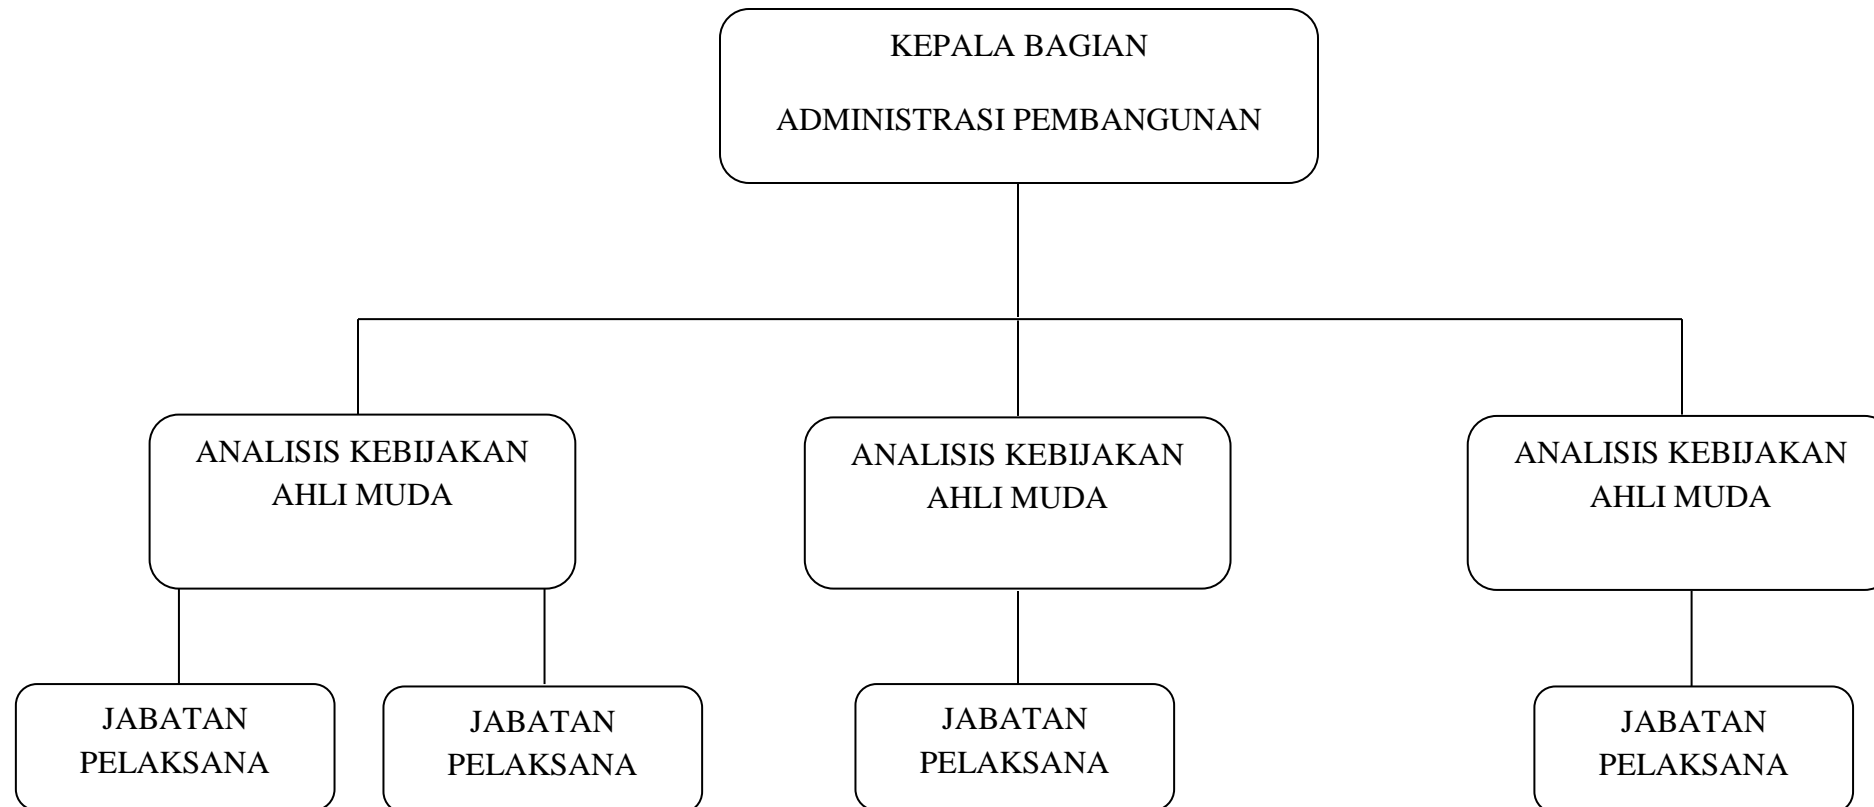 KEPALA BAGIAN
ADMINISTRASI PEMBANGUNAN
ANALISIS KEBIJAKAN
AHLI MUDA
ANALISIS KEBIJAKAN
AHLI MUDA
ANALISIS KEBIJAKAN
AHLI MUDA
JABATAN
PELAKSANA
JABATAN
PELAKSANA
JABATAN
PELAKSANA
JABATAN
PELAKSANA